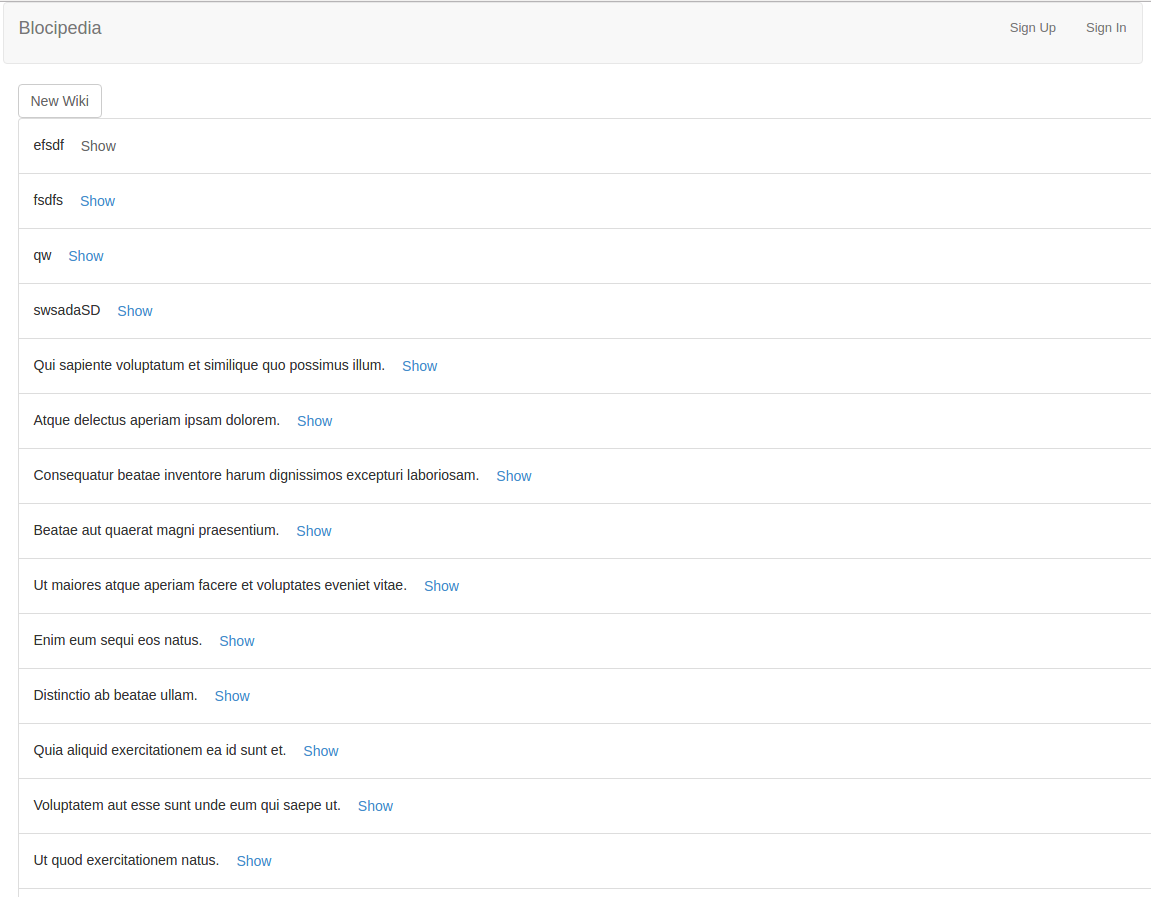 Blocipedia Sign Up Sign In
New Wiki
efsdf Show
fsdfs Show
qw Show
swsadaSD Show
Qui sapiente voluptatum et similique quo possimus illum. Show
Atque delectus aperiam ipsam dolorem. Show
Consequatur beatae inventore harum dignissimos excepturi laboriosam. Show
Beatae aut quaerat magni praesentium. Show
Ut maiores atque aperiam facere et voluptates eveniet vitae. Show
Enim eum sequi eos natus. Show
Distinctio ab beatae ullam. Show
Quia aliquid exercitationem ea id sunt et. Show
Voluptatem aut esse sunt unde eum qui saepe ut. Show
Ut quod exercitationem natus. Show